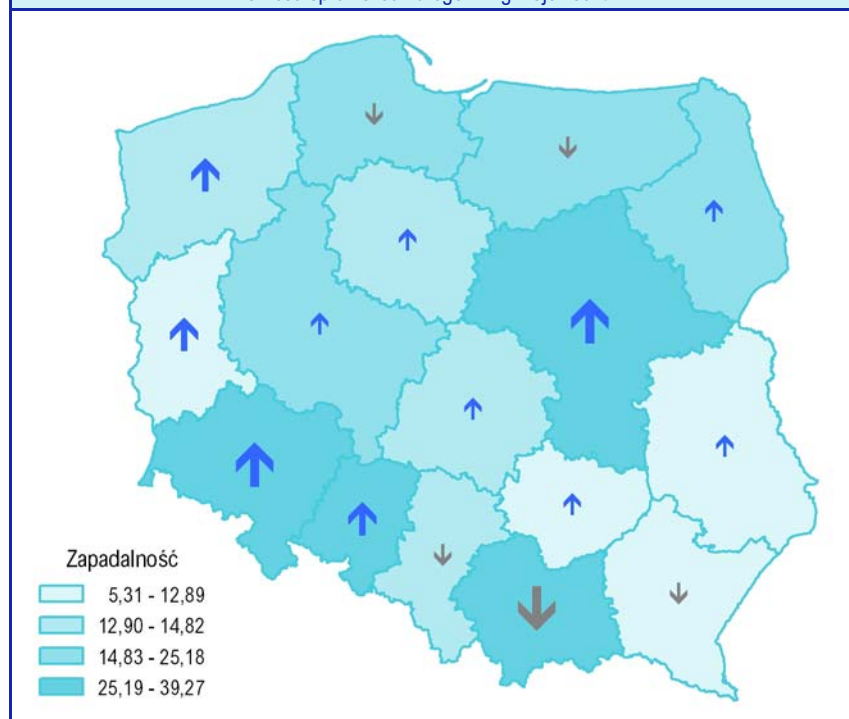 Zapadalność
5,31 - 12,89
12,90 - 14,82
14,83 - 25,18
25,19 - 39,27